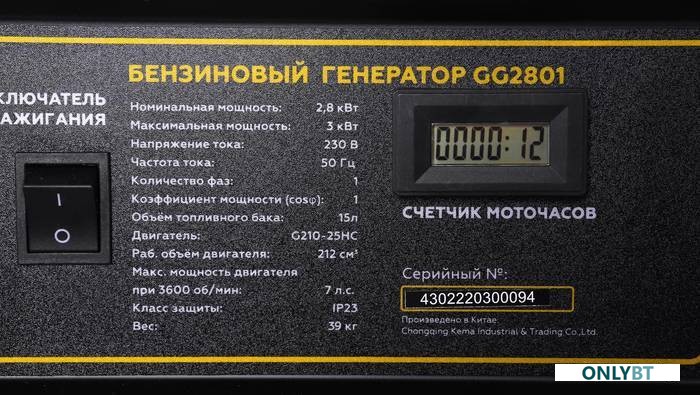 БЕНЗИНОВЫЙ ГЕНЕРАТОР GG2801
КЛЮЧАТЕЛЬ
АЖИГАНИЯ
I
O
Номинальная мощность: 2,8 кВт
Максимальная мощность: 3 кВт
Напряжение тока: 230 В
Частота тока: 50 Гц
Количество фаз: 1
Коэффициент мощности (cosφ): 1
Объём топливного бака: 15л
Двигатель: G210-25HC
Раб. объём двигателя: 212 см³
Макс. мощность двигателя
при 3600 об/мин: 7 л.с.
Класс защиты: IP23
Вес: 39 кг
0000:12
СЧЕТЧИК МОТОЧАСОВ
Серийный №:
4302220300094
Произведено в Китае.
Chongqing Kema Industrial & Trading Co.,Ltd.
ONLYBT